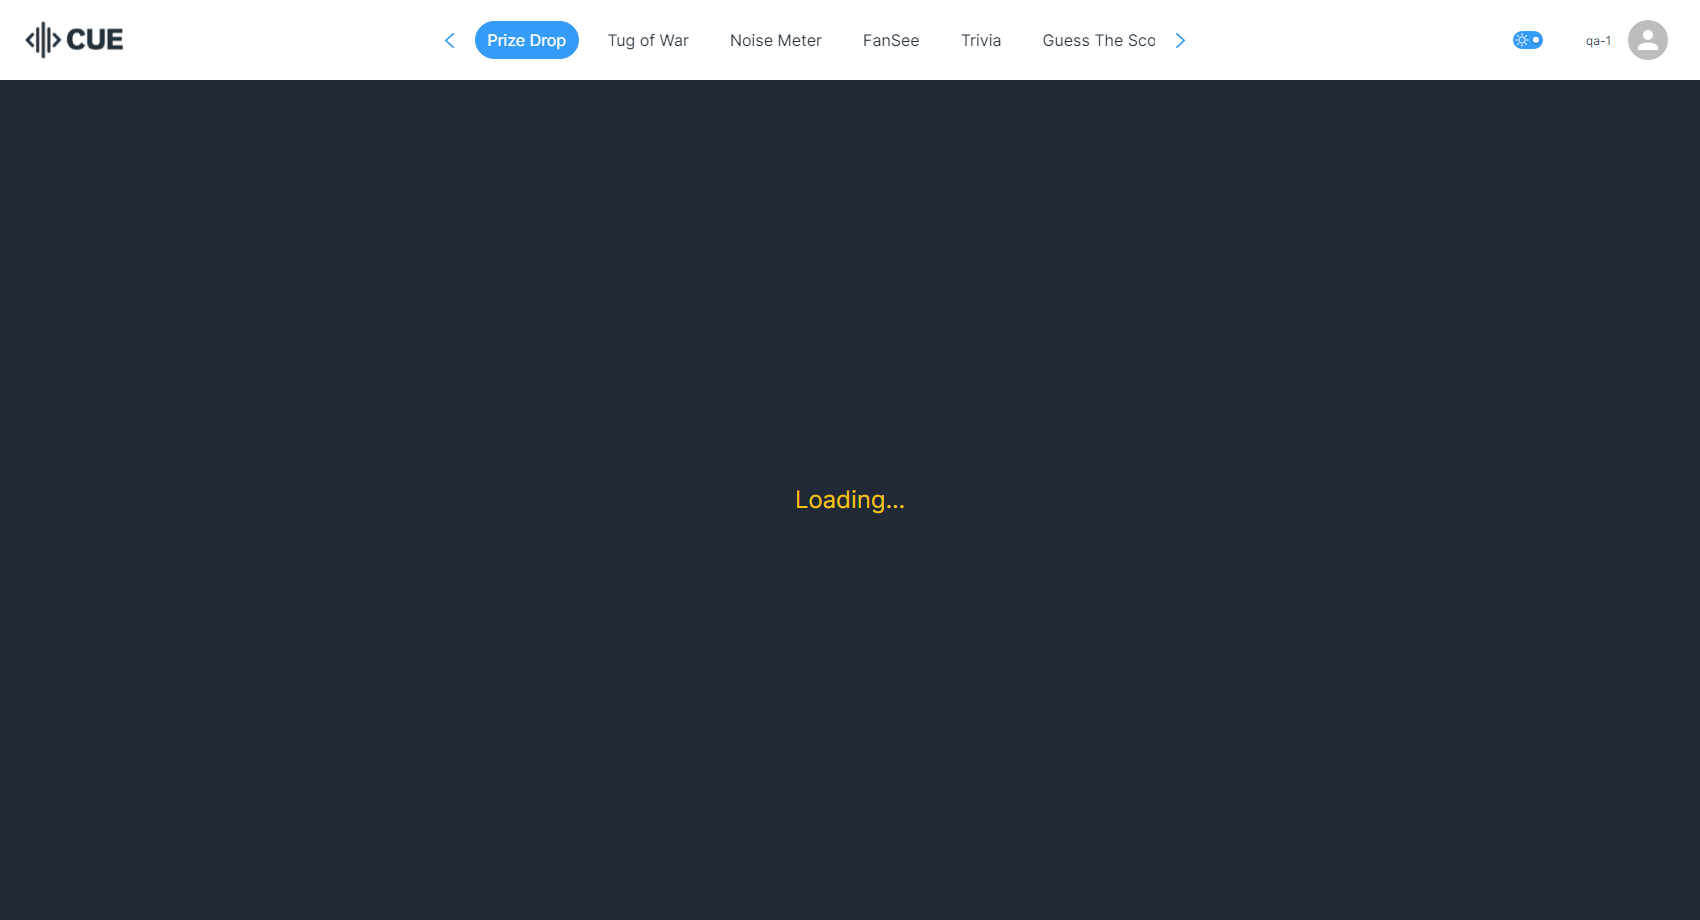 CUE
Prize Drop
Tug of War
Noise Meter
FanSee
Trivia
Guess The Sco
qa-1
Loading...